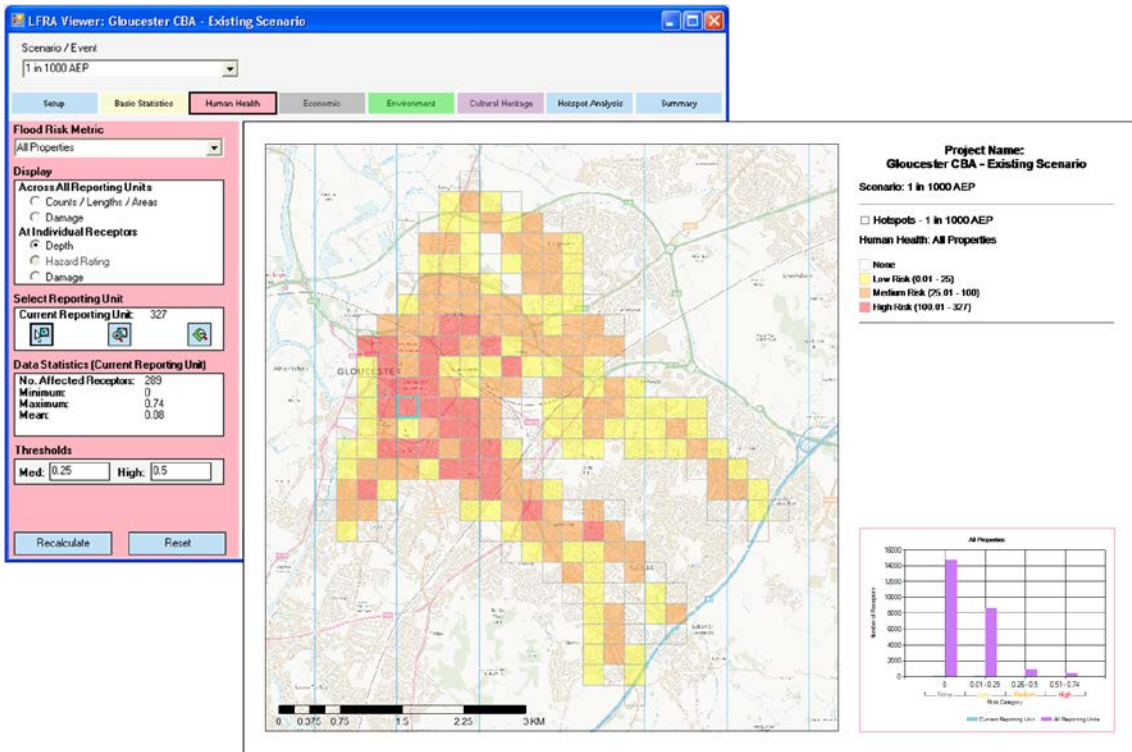 LFRA Viewer: Gloucester CBA - Existing Scenario
Scenario / Event
1 in 1000 AEP
Setup
Basic Statistics
Human Health
Economic
Environment
Cultural Heritage
Hotspot Analysis
Summary
Flood Risk Metric
All Properties
Display
Across All Reporting Units
Counts / Lengths / Areas
Damage
At Individual Receptors
Depth
Hazard Rating
Damage
Select Reporting Unit
Current Reporting Unit: 327
Data Statistics (Current Reporting Unit)
No. Affected Receptors: 289
Minimum: 0
Maximum: 0.74
Mean: 0.08
Thresholds
Med: 0.25 High: 0.5
Recalculate
Reset
GLOUCESTER
0 0.375 0.75 1.5 2.25 3 KM
Project Name:
Gloucester CBA - Existing Scenario
Scenario: 1 in 1000 AEP
Hotspots - 1 in 1000 AEP
Human Health: All Properties
None
Low Risk (0.01 - 25)
Medium Risk (25.01 - 100)
High Risk (100.01 - 327)
All Properties
Number of Receptors
16000
14000
12000
10000
8000
6000
4000
2000
0
0 0.01 - 0.25 0.26 - 0.5 0.51 - 0.74
None Low Medium High
Risk Category
Current Reporting Unit All Reporting Units